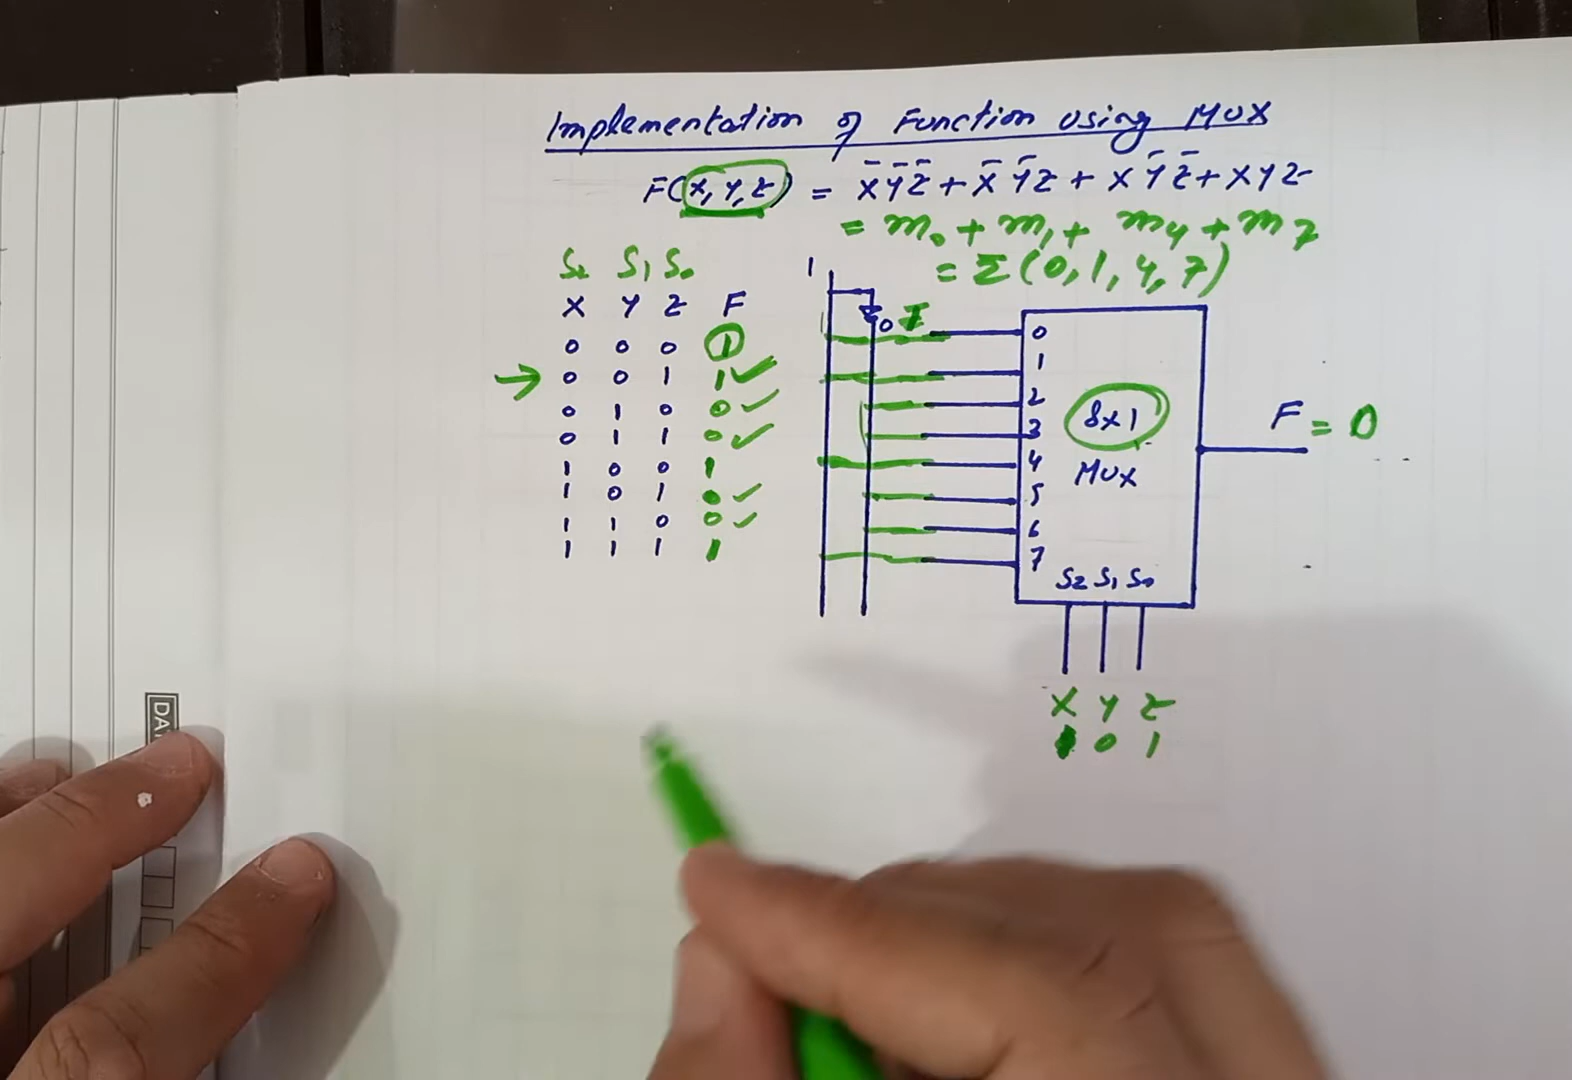 Implementation of Function using MUX
F(X, Y, Z) = X̄ȲZ̄ + X̄ȲZ + XȲZ̄ + XYZ
= m₀ + m₁ + m₄ + m₇
= Σ(0, 1, 4, 7)
S₂ S₁ S₀
X Y Z F
0 0 0 1
0 0 1 1 ✓
0 1 0 0 ✓
0 1 1 0 ✓
1 0 0 1
1 0 1 0 ✓
1 1 0 0 ✓
1 1 1 1
1
0
0
1
2
3
4
5
6
7
8x1
MUX
S₂ S₁ S₀
F = 0
X Y Z
0 1
DA